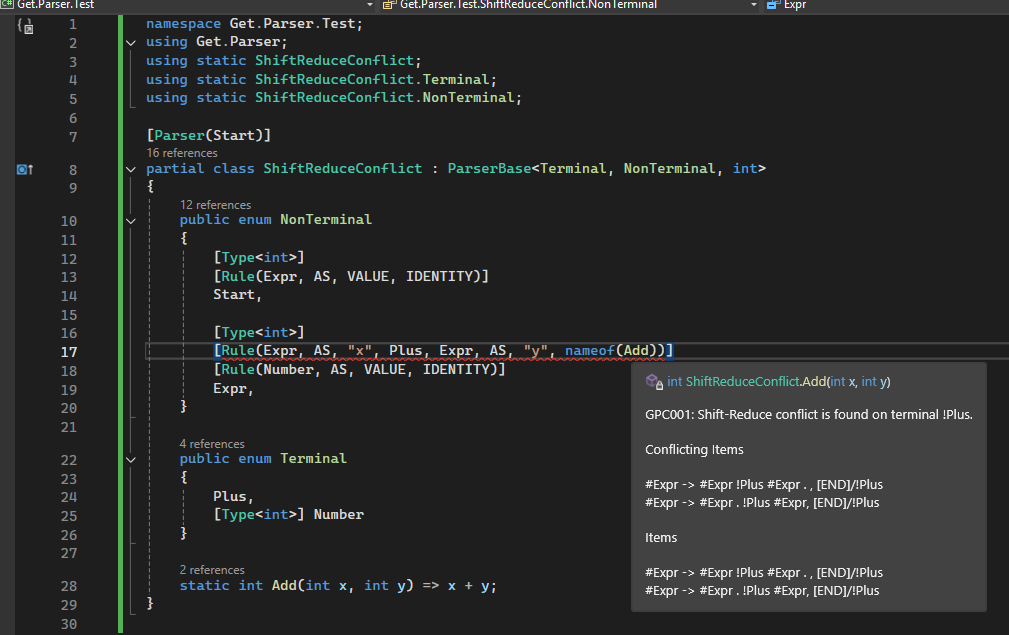 Get.Parser.Test
Get.Parser.Test.ShiftReduceConflict.NonTerminal
Expr
1 namespace Get.Parser.Test;
2 using Get.Parser;
3 using static ShiftReduceConflict;
4 using static ShiftReduceConflict.Terminal;
5 using static ShiftReduceConflict.NonTerminal;
6
7 [Parser(Start)]
16 references
8 partial class ShiftReduceConflict : ParserBase<Terminal, NonTerminal, int>
9 {
12 references
10 public enum NonTerminal
11 {
12 [Type<int>]
13 [Rule(Expr, AS, VALUE, IDENTITY)]
14 Start,
15
16 [Type<int>]
17 [Rule(Expr, AS, "x", Plus, Expr, AS, "y", nameof(Add))]
18 [Rule(Number, AS, VALUE, IDENTITY)]
19 Expr,
20 }
21
4 references
22 public enum Terminal
23 {
24 Plus,
25 [Type<int>] Number
26 }
27
2 references
28 static int Add(int x, int y) => x + y;
29 }
30
int ShiftReduceConflict.Add(int x, int y)
GPC001: Shift-Reduce conflict is found on terminal !Plus.
Conflicting Items
#Expr -> #Expr !Plus #Expr . , [END]/!Plus
#Expr -> #Expr . !Plus #Expr, [END]/!Plus
Items
#Expr -> #Expr !Plus #Expr . , [END]/!Plus
#Expr -> #Expr . !Plus #Expr, [END]/!Plus